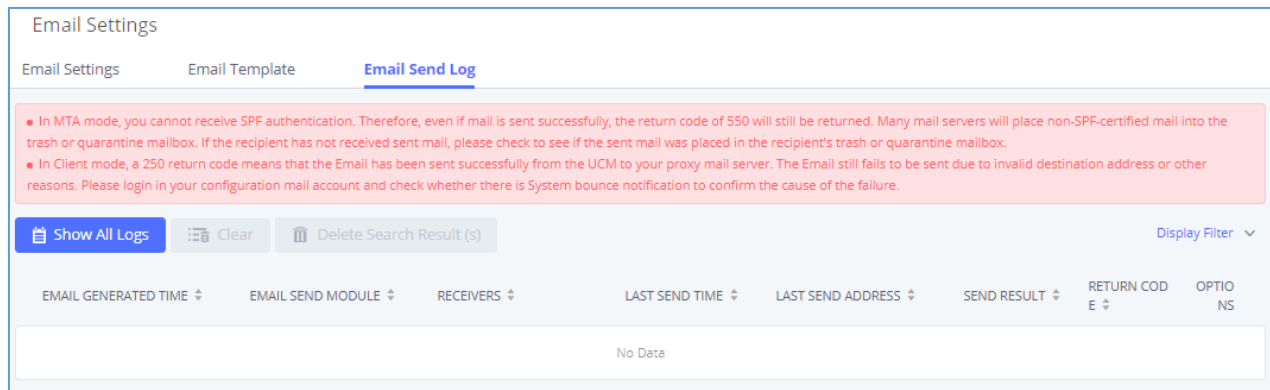 Email Settings
Email Settings Email Template Email Send Log
● In MTA mode, you cannot receive SPF authentication. Therefore, even if mail is sent successfully, the return code of 550 will still be returned. Many mail servers will place non-SPF-certified mail into the
trash or quarantine mailbox. If the recipient has not received sent mail, please check to see if the sent mail was placed in the recipient's trash or quarantine mailbox.
● In Client mode, a 250 return code means that the Email has been sent successfully from the UCM to your proxy mail server. The Email still fails to be sent due to invalid destination address or other
reasons. Please login in your configuration mail account and check whether there is System bounce notification to confirm the cause of the failure.
Show All Logs Clear Delete Search Result (s) Display Filter
EMAIL GENERATED TIME EMAIL SEND MODULE RECEIVERS LAST SEND TIME LAST SEND ADDRESS SEND RESULT RETURN COD OPTIO
E NS
No Data